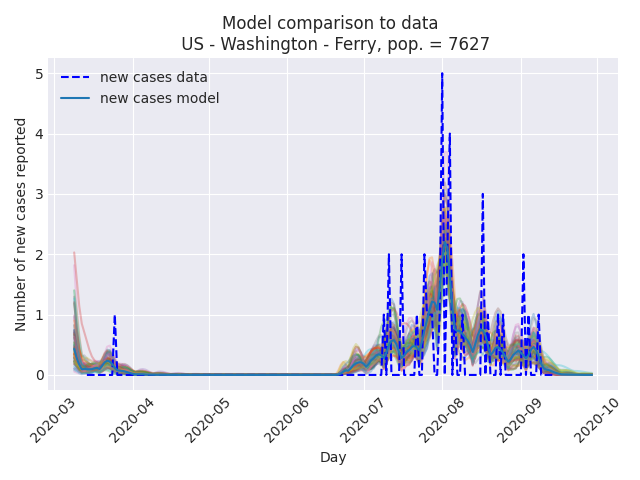 Model comparison to data
US - Washington - Ferry, pop. = 7627
new cases data
new cases model
Number of new cases reported
5
4
3
2
1
0
2020-03
2020-04
2020-05
2020-06
2020-07
2020-08
2020-09
2020-10
Day